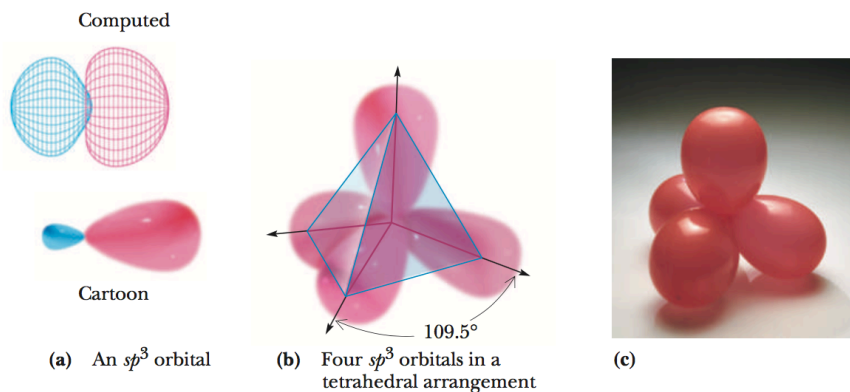 Computed
Cartoon
109.5°
(a) An sp³ orbital
(b) Four sp³ orbitals in a
tetrahedral arrangement
(c)